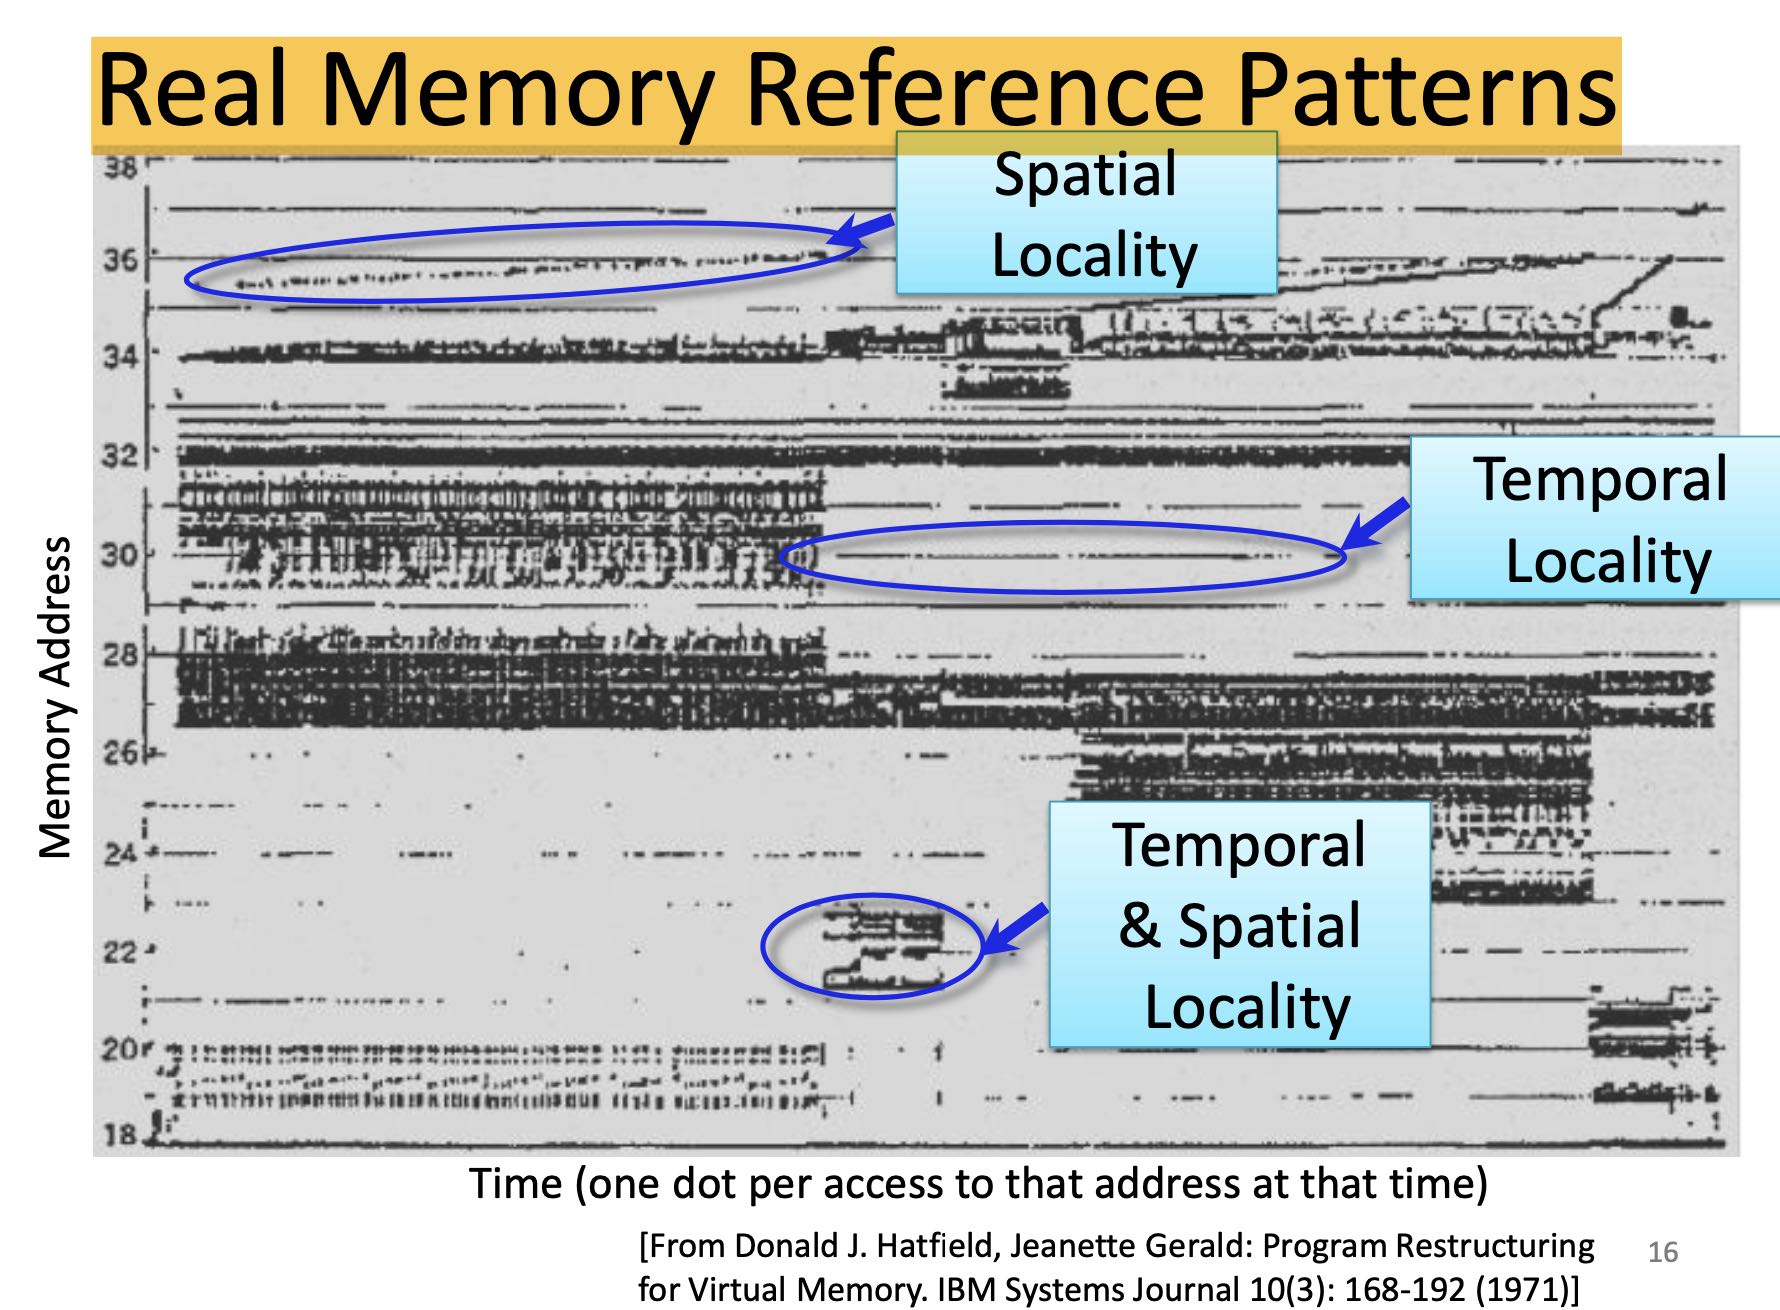 Real Memory Reference Patterns
Spatial
Locality
38
36
34
32
30
28
26
24
22
20
18
Temporal
Locality
Temporal
& Spatial
Locality
Memory Address
Time (one dot per access to that address at that time)
[From Donald J. Hatfield, Jeanette Gerald: Program Restructuring
for Virtual Memory. IBM Systems Journal 10(3): 168-192 (1971)]
16